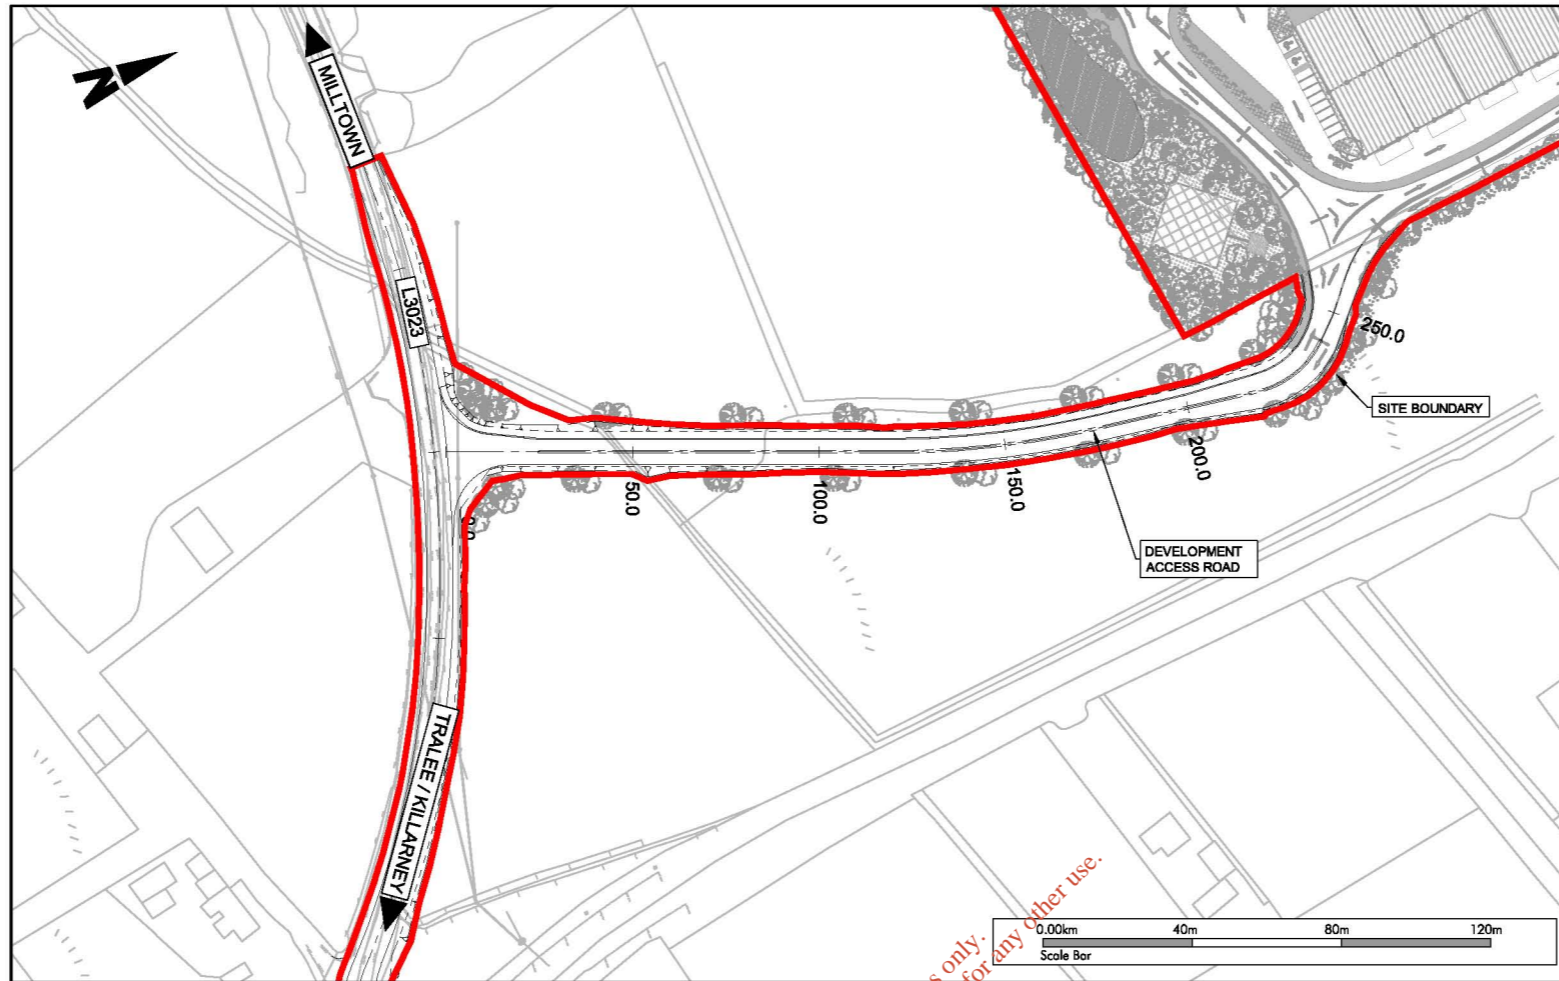 N
MILLTOWN
L3023
250.0
SITE BOUNDARY
200.0
150.0
100.0
50.0
DEVELOPMENT
ACCESS ROAD
TRALEE / KILLARNEY
only.
for any other use.
0.00km 40m 80m 120m
Scale Bar